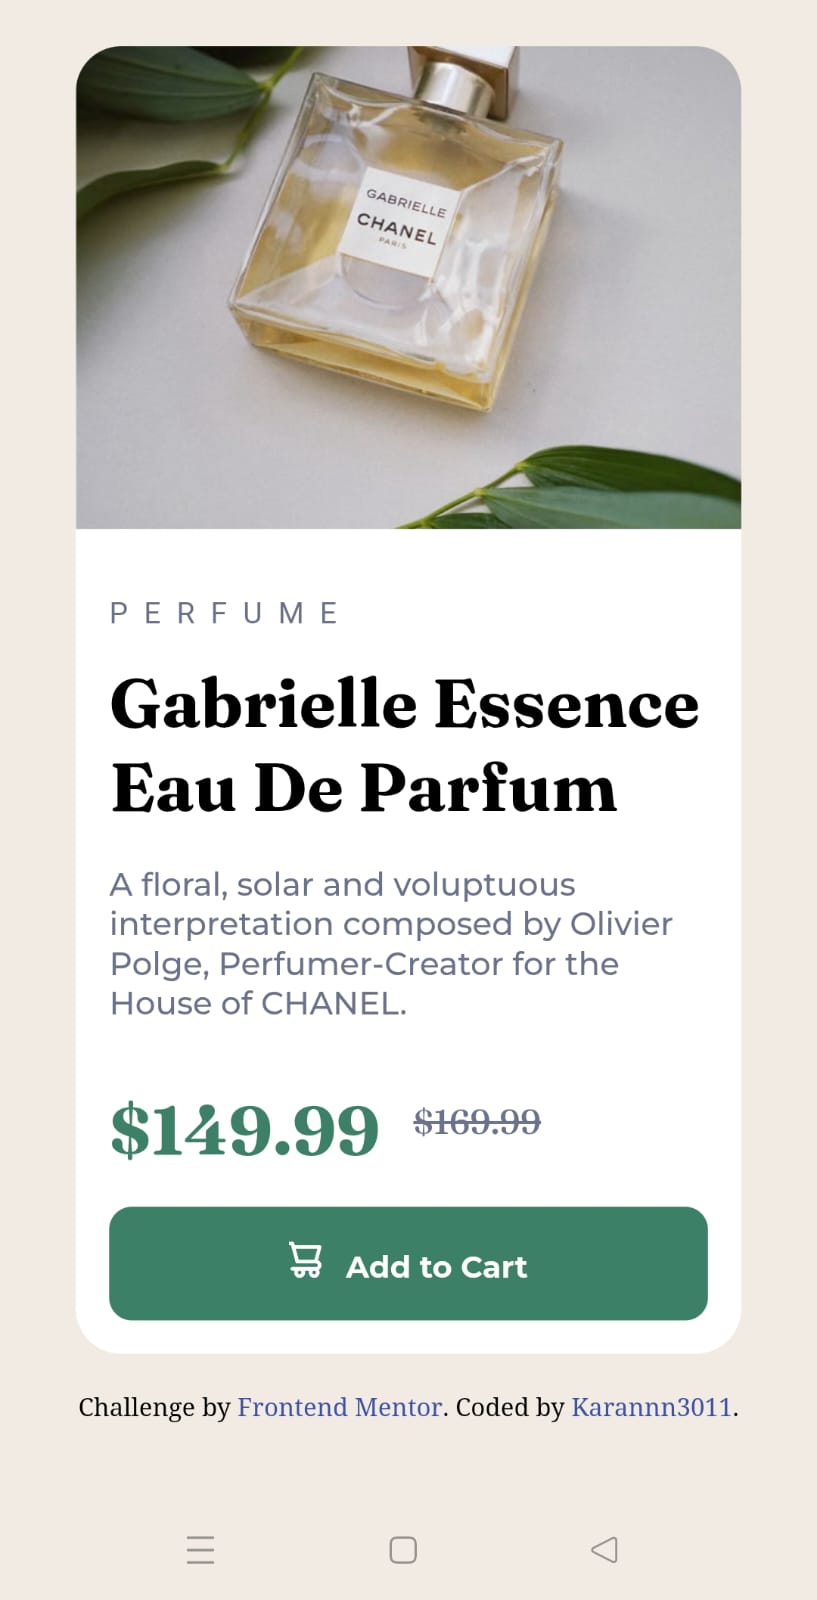 GABRIELLE
CHANEL
PARIS
PERFUME
Gabrielle Essence
Eau De Parfum
A floral, solar and voluptuous
interpretation composed by Olivier
Polge, Perfumer-Creator for the
House of CHANEL.
$149.99 $169.99
Add to Cart
Challenge by Frontend Mentor. Coded by Karannn3011.